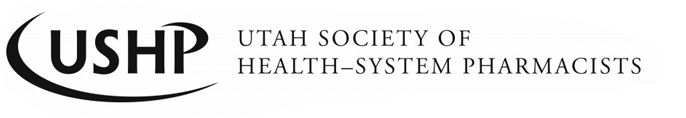 USHP
UTAH SOCIETY OF
HEALTH–SYSTEM PHARMACISTS